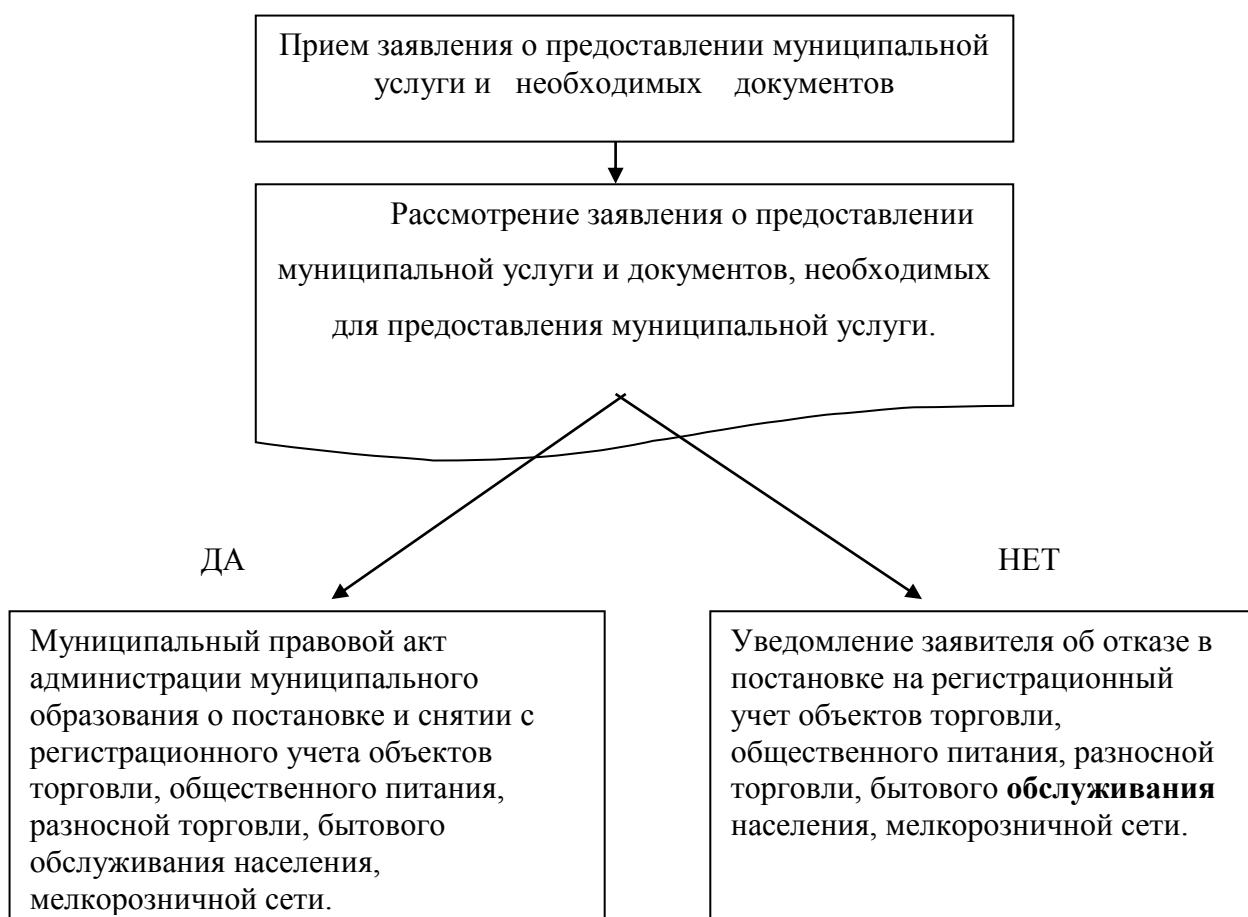 Прием заявления о предоставлении муниципальной
услуги и необходимых документов
Рассмотрение заявления о предоставлении
муниципальной услуги и документов, необходимых
для предоставления муниципальной услуги.
ДА
НЕТ
Муниципальный правовой акт
администрации муниципального
образования о постановке и снятии с
регистрационного учета объектов
торговли, общественного питания,
разносной торговли, бытового
обслуживания населения,
мелкорозничной сети.
Уведомление заявителя об отказе в
постановке на регистрационный
учет объектов торговли,
общественного питания, разносной
торговли, бытового обслуживания
населения, мелкорозничной сети.